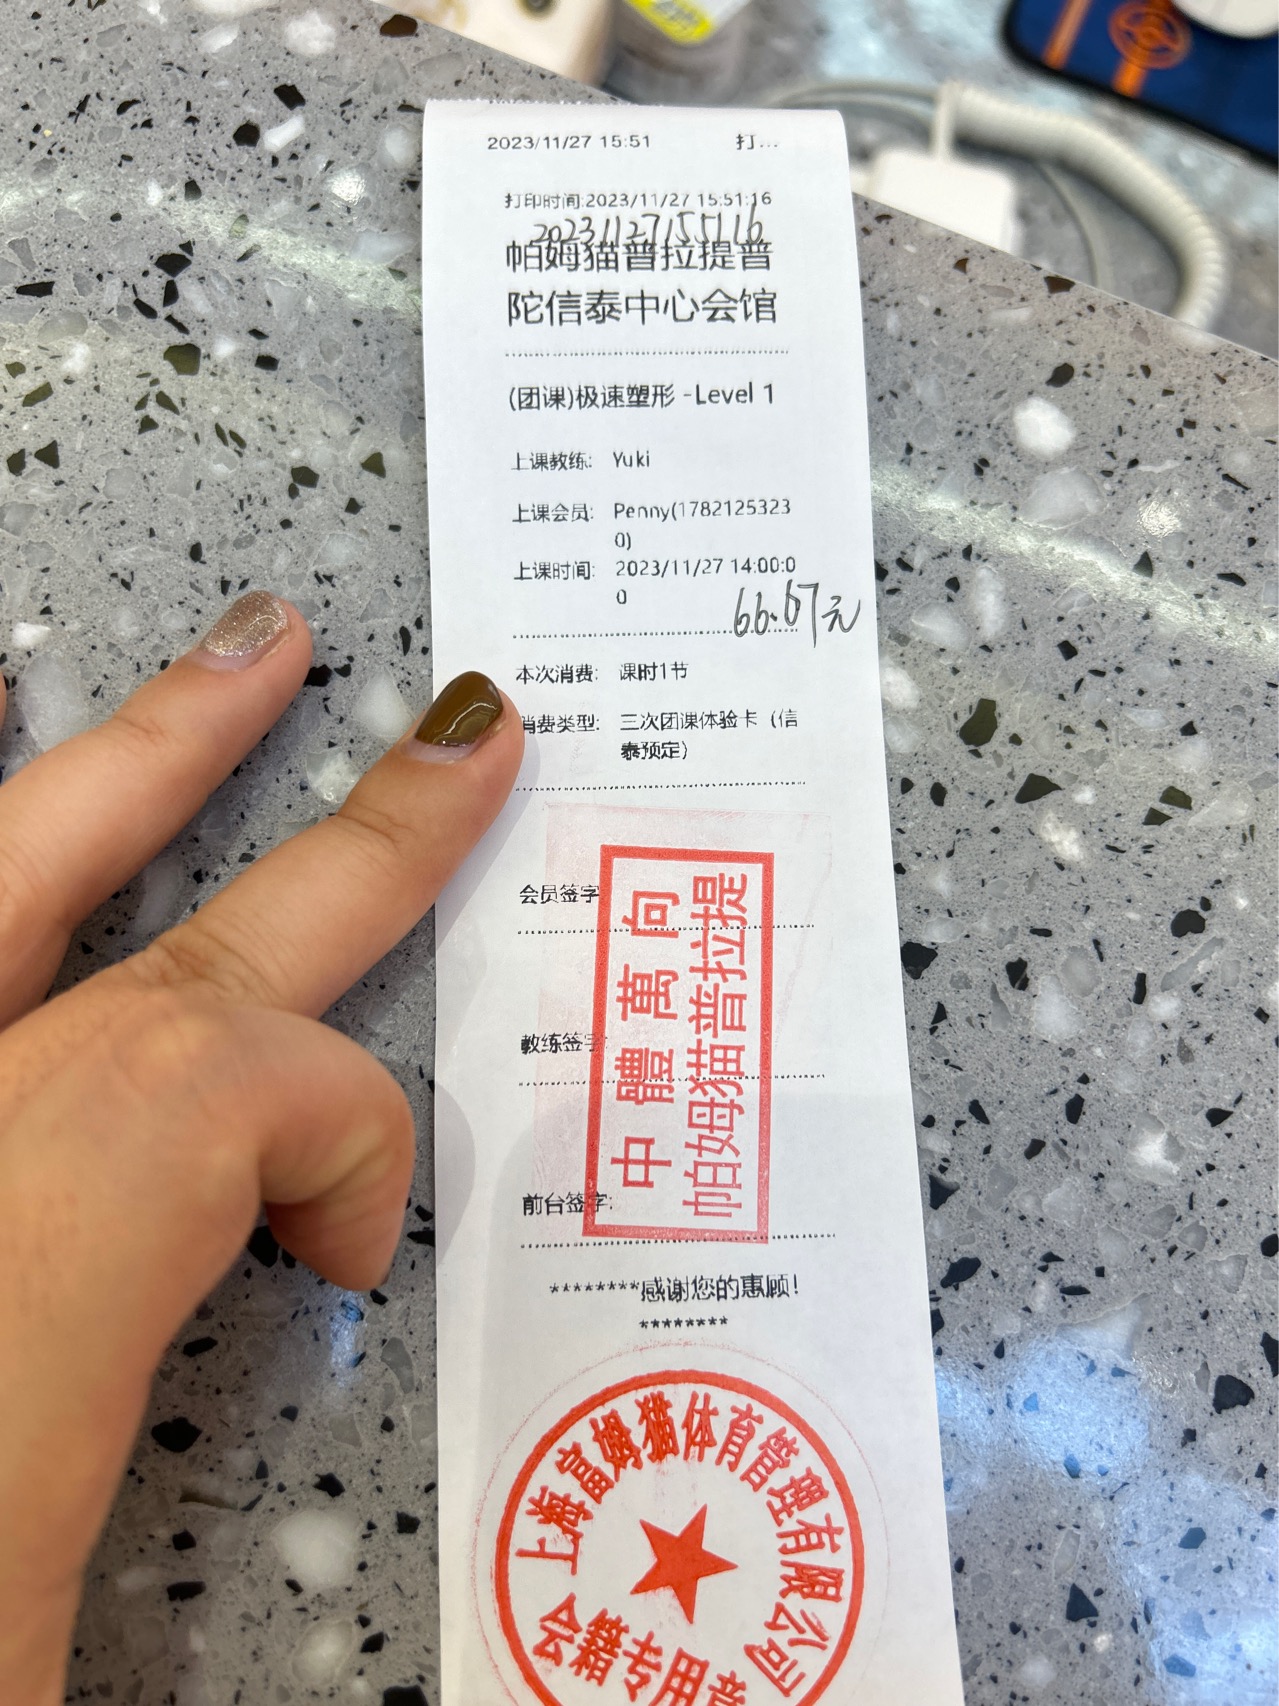 2023/11/27 15:51 打...
打印时间:2023/11/27 15:51:16
20231127155116
帕姆猫普拉提普
陀信泰中心会馆
(团课)极速塑形 -Level 1
上课教练: Yuki
上课会员: Penny(1782125323
0)
上课时间: 2023/11/27 14:00:0
0
66.67元
本次消费: 课时1节
消费类型: 三次团课体验卡（信
泰预定）
会员签字
教练签字:
前台签字:
中體萬向
帕姆猫普拉提
********感谢您的惠顾!
********
上海富姆猫体育管理有限公司
会籍专用章